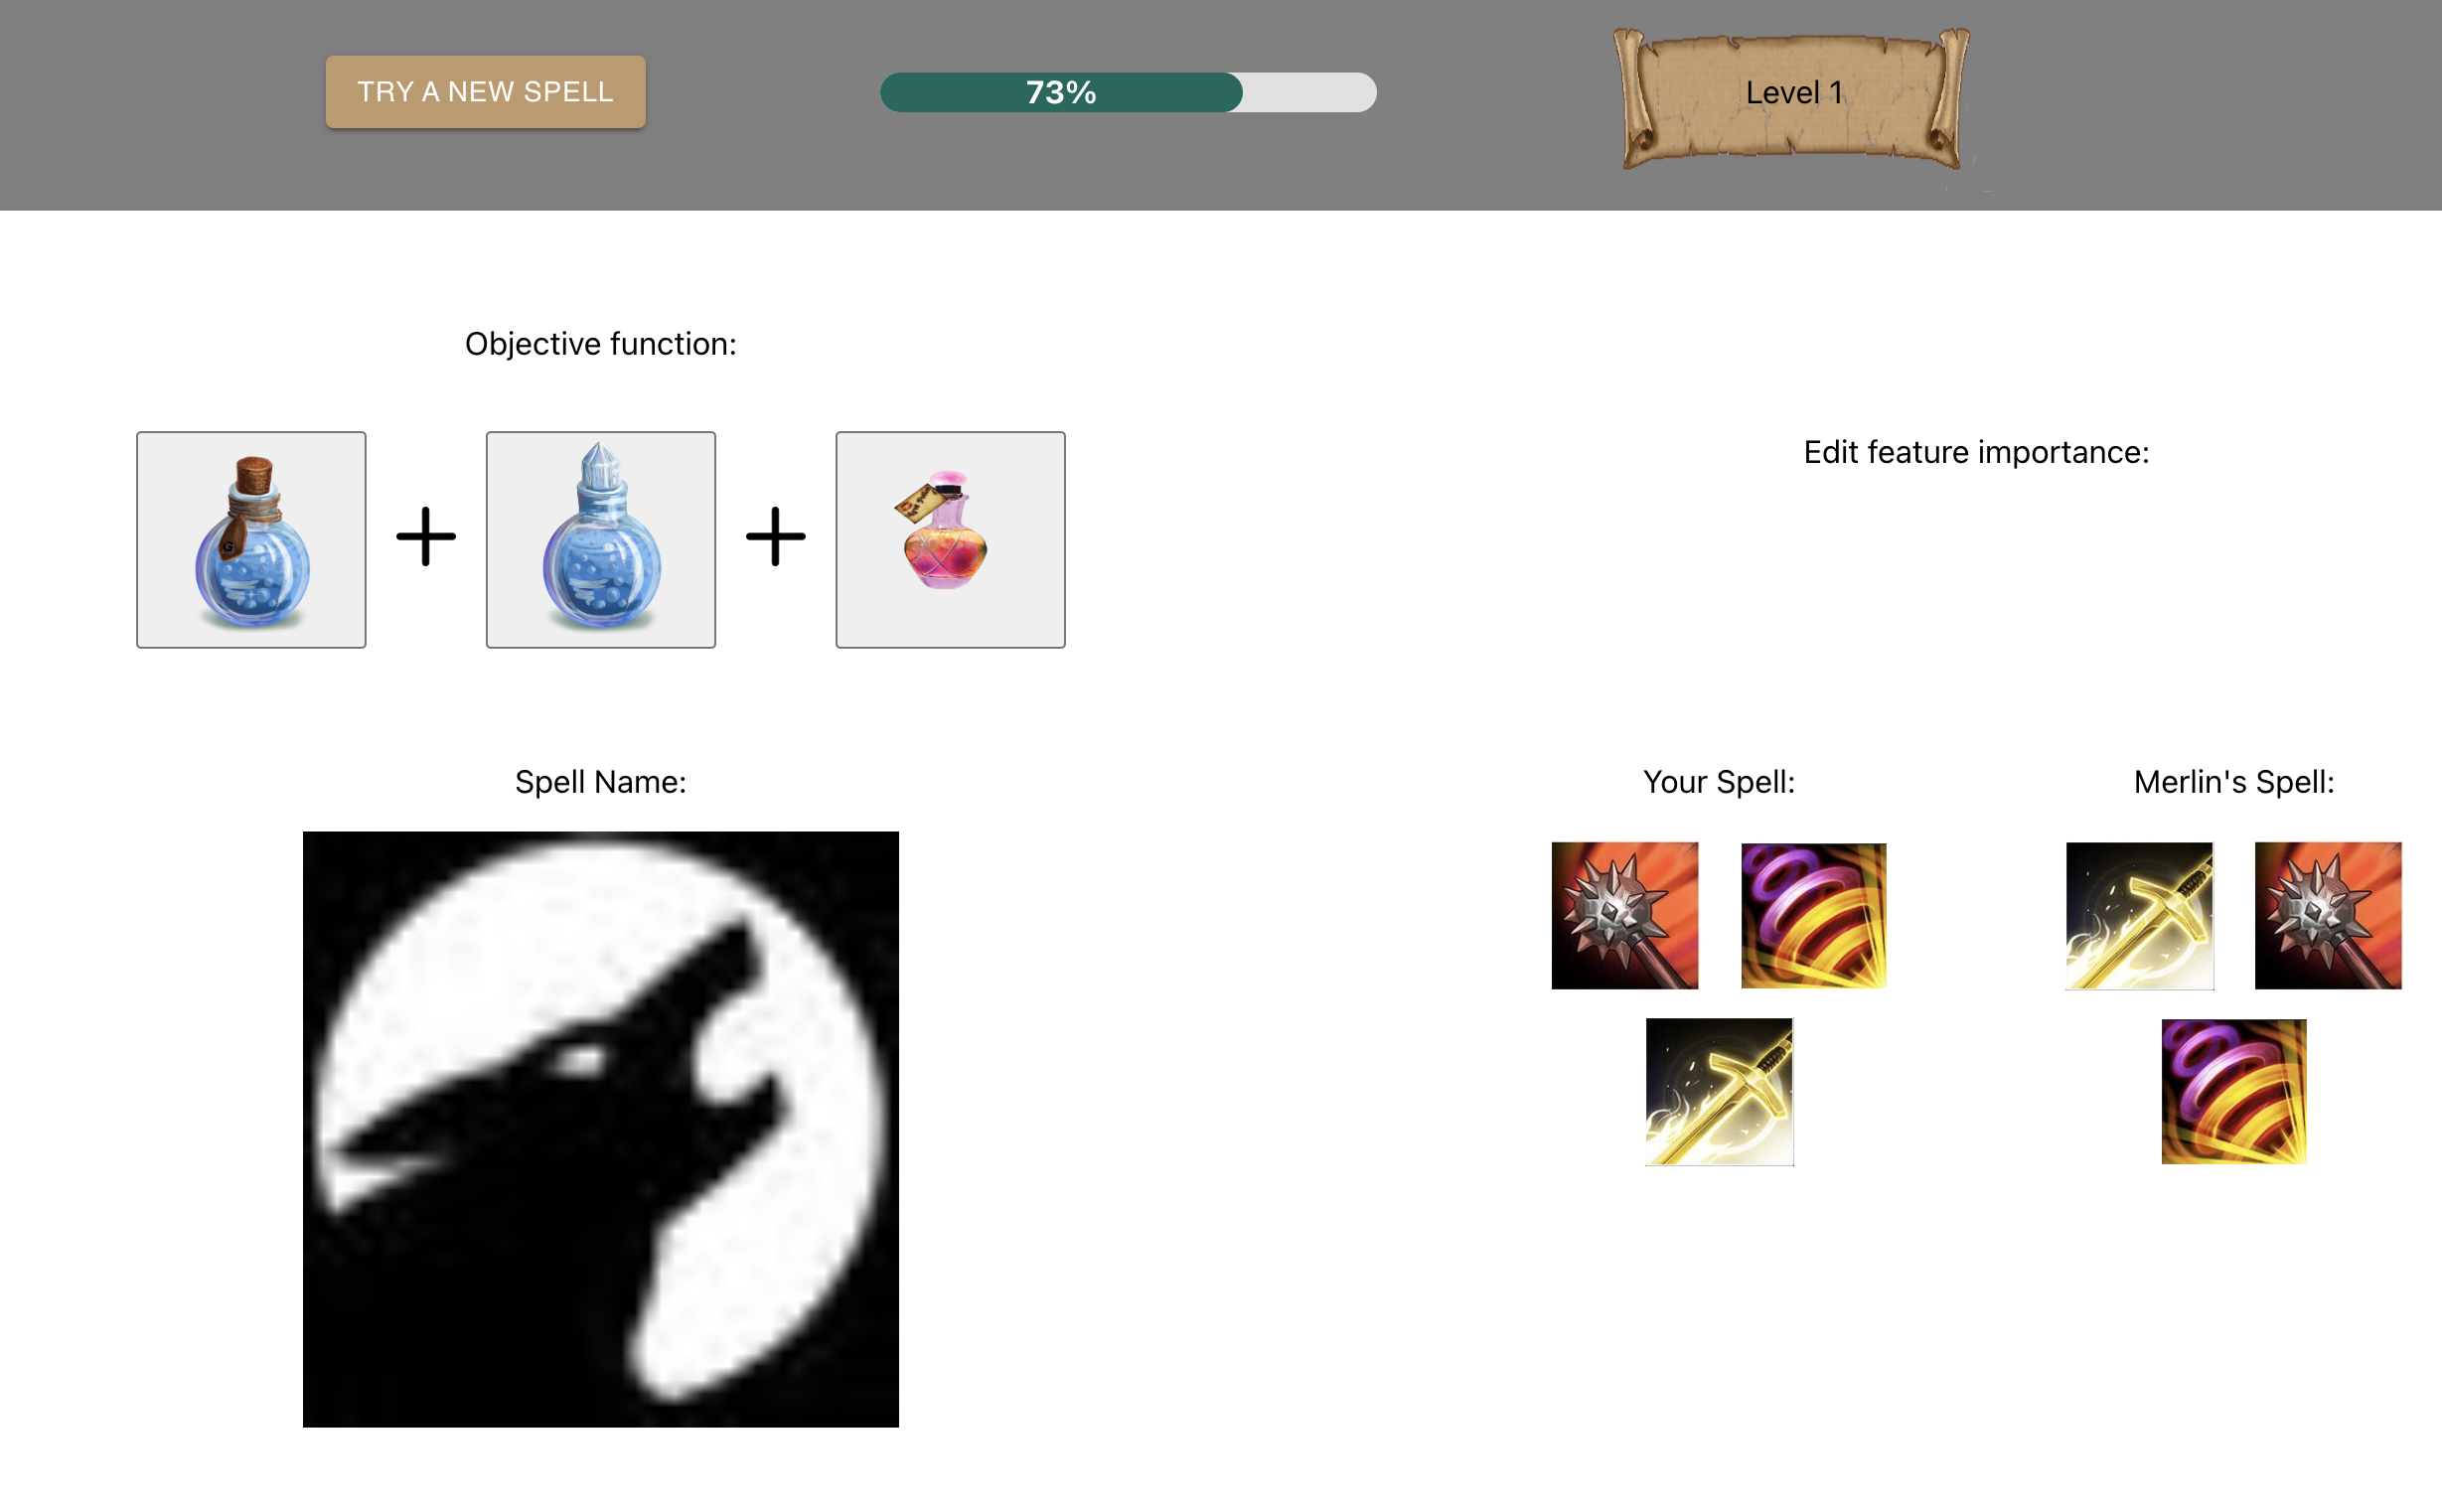 TRY A NEW SPELL
73%
Level 1
Objective function:
Edit feature importance:
Spell Name:
Your Spell:
Merlin's Spell: